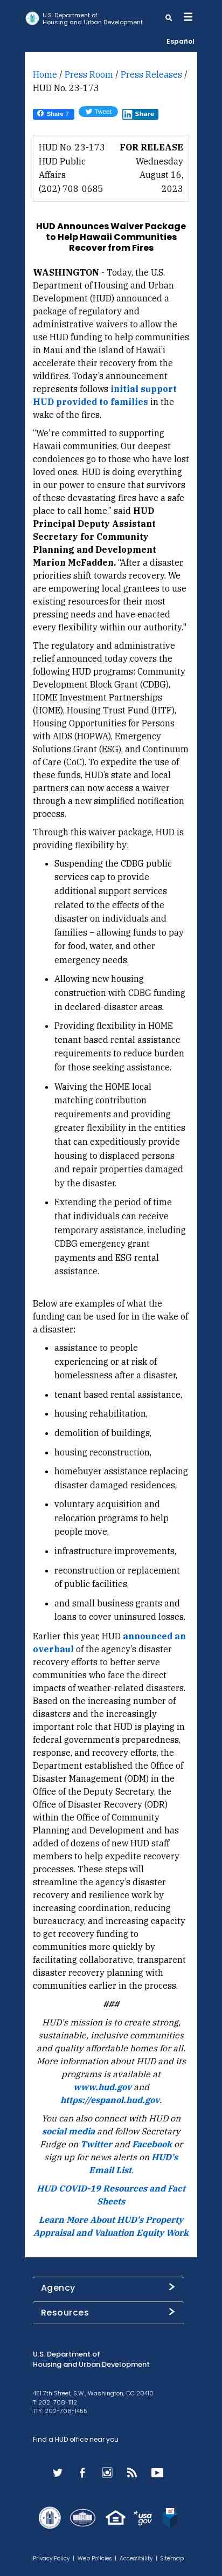 U.S. Department of
Housing and Urban Development
Español
Home / Press Room / Press Releases /
HUD No. 23-173
Share 7
Tweet
Share
HUD No. 23-173
HUD Public
Affairs
(202) 708-0685
FOR RELEASE
Wednesday
August 16,
2023
HUD Announces Waiver Package
to Help Hawaii Communities
Recover from Fires
WASHINGTON - Today, the U.S.
Department of Housing and Urban
Development (HUD) announced a
package of regulatory and
administrative waivers to allow the
use HUD funding to help communities
in Maui and the Island of Hawai'i
accelerate their recovery from the
wildfires. Today's announcement
represents follows initial support
HUD provided to families in the
wake of the fires.
"We're committed to supporting
Hawaii communities. Our deepest
condolences go to those who have lost
loved ones. HUD is doing everything
in our power to ensure that survivors
of these devastating fires have a safe
place to call home," said HUD
Principal Deputy Assistant
Secretary for Community
Planning and Development
Marion McFadden. "After a disaster,
priorities shift towards recovery. We
are empowering local grantees to use
existing resources for their most
pressing needs and have enacted
every flexibility within our authority."
The regulatory and administrative
relief announced today covers the
following HUD programs: Community
Development Block Grant (CDBG),
HOME Investment Partnerships
(HOME), Housing Trust Fund (HTF),
Housing Opportunities for Persons
with AIDS (HOPWA), Emergency
Solutions Grant (ESG), and Continuum
of Care (CoC). To expedite the use of
these funds, HUD's state and local
partners can now access a waiver
through a new simplified notification
process.
Through this waiver package, HUD is
providing flexibility by:
• Suspending the CDBG public
services cap to provide
additional support services
related to the effects of the
disaster on individuals and
families – allowing funds to pay
for food, water, and other
emergency needs.
• Allowing new housing
construction with CDBG funding
in declared-disaster areas.
• Providing flexibility in HOME
tenant based rental assistance
requirements to reduce burden
for those seeking assistance.
• Waiving the HOME local
matching contribution
requirements and providing
greater flexibility in the entities
that can expeditiously provide
housing to displaced persons
and repair properties damaged
by the disaster.
• Extending the period of time
that individuals can receive
temporary assistance, including
CDBG emergency grant
payments and ESG rental
assistance.
Below are examples of what the
funding can be used for in the wake of
a disaster:
• assistance to people
experiencing or at risk of
homelessness after a disaster,
• tenant based rental assistance,
• housing rehabilitation,
• demolition of buildings,
• housing reconstruction,
• homebuyer assistance replacing
disaster damaged residences,
• voluntary acquisition and
relocation programs to help
people move,
• infrastructure improvements,
• reconstruction or replacement
of public facilities,
• and small business grants and
loans to cover uninsured losses.
Earlier this year, HUD announced an
overhaul of the agency's disaster
recovery efforts to better serve
communities who face the direct
impacts of weather-related disasters.
Based on the increasing number of
disasters and the increasingly
important role that HUD is playing in
federal government's preparedness,
response, and recovery efforts, the
Department established the Office of
Disaster Management (ODM) in the
Office of the Deputy Secretary, the
Office of Disaster Recovery (ODR)
within the Office of Community
Planning and Development and has
added of dozens of new HUD staff
members to help expedite recovery
processes. These steps will
streamline the agency's disaster
recovery and resilience work by
increasing coordination, reducing
bureaucracy, and increasing capacity
to get recovery funding to
communities more quickly by
facilitating collaborative, transparent
disaster recovery planning with
communities earlier in the process.
###
HUD's mission is to create strong,
sustainable, inclusive communities
and quality affordable homes for all.
More information about HUD and its
programs is available at
www.hud.gov and
https://espanol.hud.gov.
You can also connect with HUD on
social media and follow Secretary
Fudge on Twitter and Facebook or
sign up for news alerts on HUD's
Email List.
HUD COVID-19 Resources and Fact
Sheets
Learn More About HUD's Property
Appraisal and Valuation Equity Work
Agency
Resources
U.S. Department of
Housing and Urban Development
451 7th Street, S.W., Washington, DC 20410
T: 202-708-1112
TTY: 202-708-1455
Find a HUD office near you
usa
gov
Privacy Policy | Web Policies | Accessibility | Sitemap